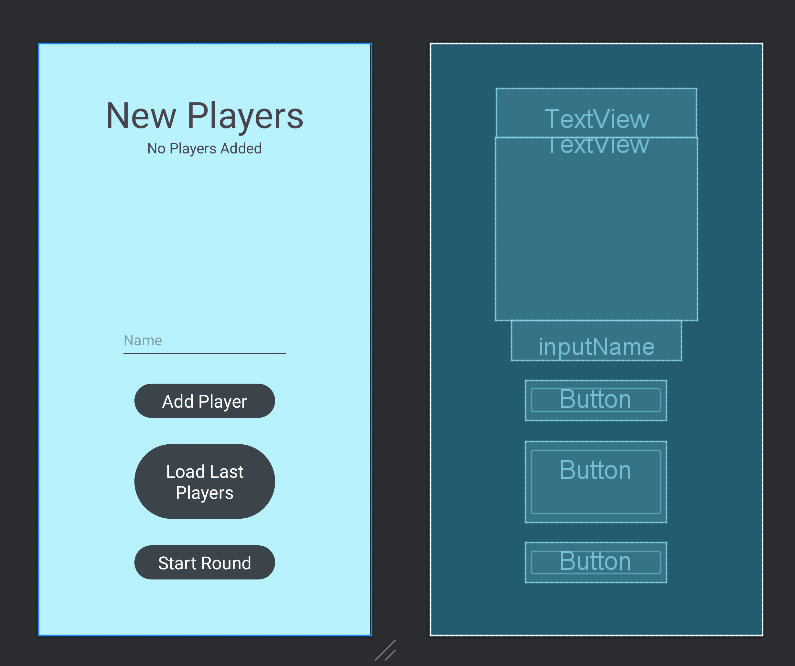 New Players
No Players Added
Name
Add Player
Load Last
Players
Start Round
TextView
TextView
inputName
Button
Button
Button